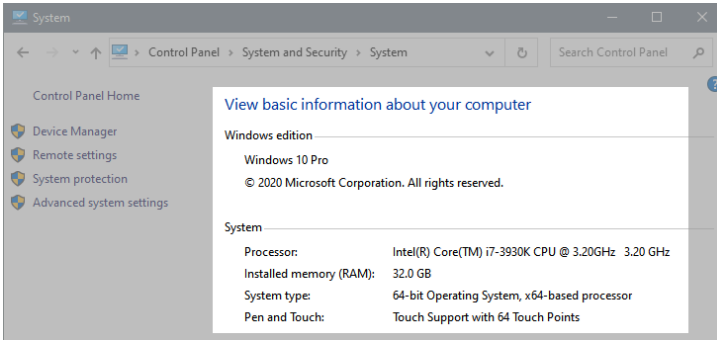 System
Control Panel > System and Security > System
Search Control Panel
Control Panel Home
Device Manager
Remote settings
System protection
Advanced system settings
?
View basic information about your computer
Windows edition
Windows 10 Pro
© 2020 Microsoft Corporation. All rights reserved.
System
Processor: Intel(R) Core(TM) i7-3930K CPU @ 3.20GHz 3.20 GHz
Installed memory (RAM): 32.0 GB
System type: 64-bit Operating System, x64-based processor
Pen and Touch: Touch Support with 64 Touch Points